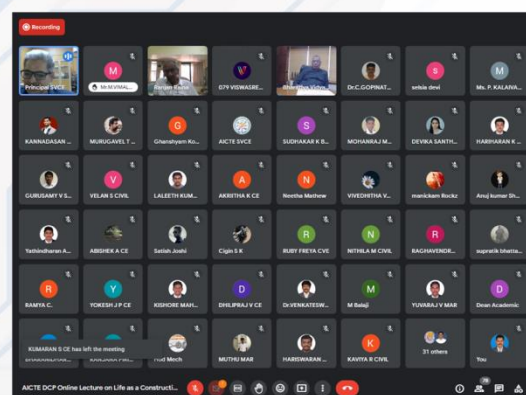 Recording
Principal SVCE
M
Mr.M.VIMAL...
079 VISWASRE...
Dr.C.GOPINAT...
S
selsia devi
M
Ms. P. KALAIVA...
KANNADASAN ...
MURUGAVEL T ...
G
Ghanshyam Ko...
AICTE SVCE
S
SUDHAKAR K B...
MOHANRAJ M...
DEVIKA SANTH...
HARIHARAN K ...
GURUSAMY V S...
V
VELAN S CIVIL
LALEETH KUM...
A
AKRITHA K CE
Neetha Mathew
VIVEDHITHA V...
manickam Rockz
Anuj kumar Sh...
Yathindharan A...
ABISHEK A CE
Satish Joshi
Cigin S K
R
RUBY FREYA CVE
N
NITHILA M CIVIL
R
RAGHAVENDR...
supratik bhatta...
R
RAMYA C.
Y
YOKESH J P CE
KISHORE MAH...
D
DHILIPRAJ V CE
Dr.VENKATESW...
M
M Balaji
YUVARAJ V MAR
D
Dean Academic
KUMARAN S CE has left the meeting
Hod Mech
MUTHU MAR
HARISWARAN ...
K
KAVIYA R CIVIL
31 others
You
AICTE DCP Online Lecture on Life as a Constructi...
78